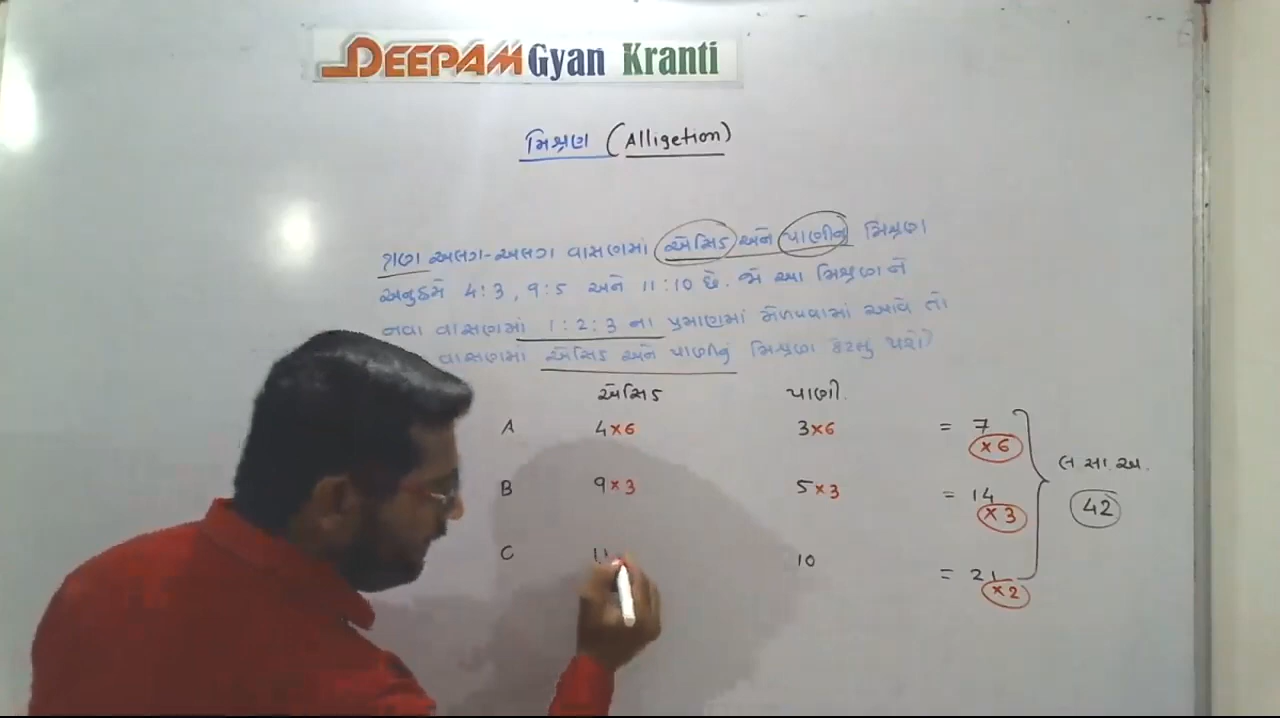 DEEPAM Gyan Kranti
મિશ્રણ (Alligetion)
ત્રણ અલગ-અલગ વાસણમાં એસિડ અને પાણીનું મિશ્રણ
અનુક્રમે 4:3, 9:5 અને 11:10 છે. જો આ મિશ્રણ ને
નવા વાસણમાં 1:2:3 ના પ્રમાણમાં મેળવવામાં આવે તો
વાસણમાં એસિડ અને પાણીનું મિશ્રણ કેટલું થશે?
એસિડ પાણી.
A 4×6 3×6 = 7 ×6
લ.સા.અ.
B 9×3 5×3 = 14 ×3
42
C 11 10 = 21 ×2